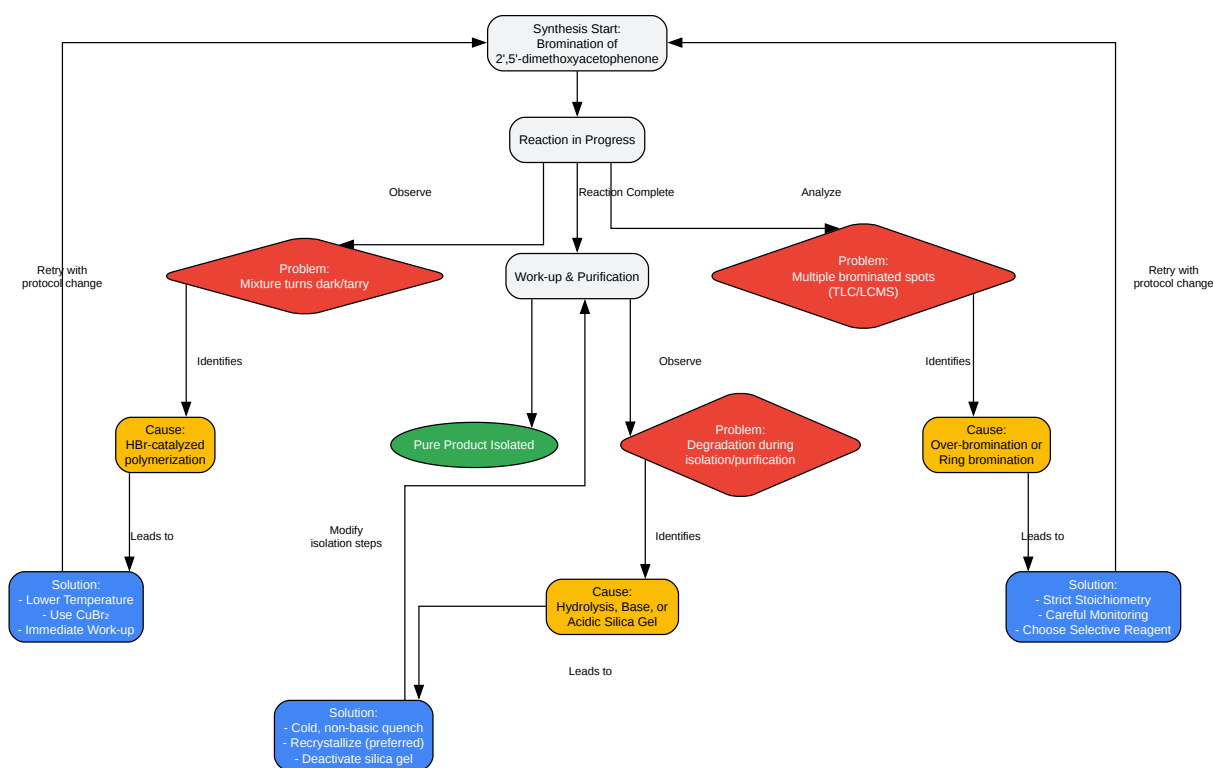 Synthesis Start:
Bromination of
2',5'-dimethoxyacetophenone
Reaction in Progress
Observe
Reaction Complete
Analyze
Problem:
Mixture turns dark/tarry
Work-up & Purification
Problem:
Multiple brominated spots
(TLC/LCMS)
Retry with
protocol change
Retry with
protocol change
Identifies
Observe
Identifies
Cause:
HBr-catalyzed
polymerization
Pure Product Isolated
Problem:
Degradation during
isolation/purification
Cause:
Over-bromination or
Ring bromination
Leads to
Modify
isolation steps
Identifies
Leads to
Solution:
- Lower Temperature
- Use CuBr₂
- Immediate Work-up
Cause:
Hydrolysis, Base, or
Acidic Silica Gel
Solution:
- Strict Stoichiometry
- Careful Monitoring
- Choose Selective Reagent
Leads to
Solution:
- Cold, non-basic quench
- Recrystallize (preferred)
- Deactivate silica gel